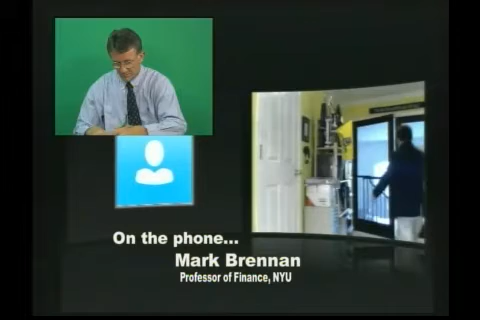 On the phone...
Mark Brennan
Professor of Finance, NYU